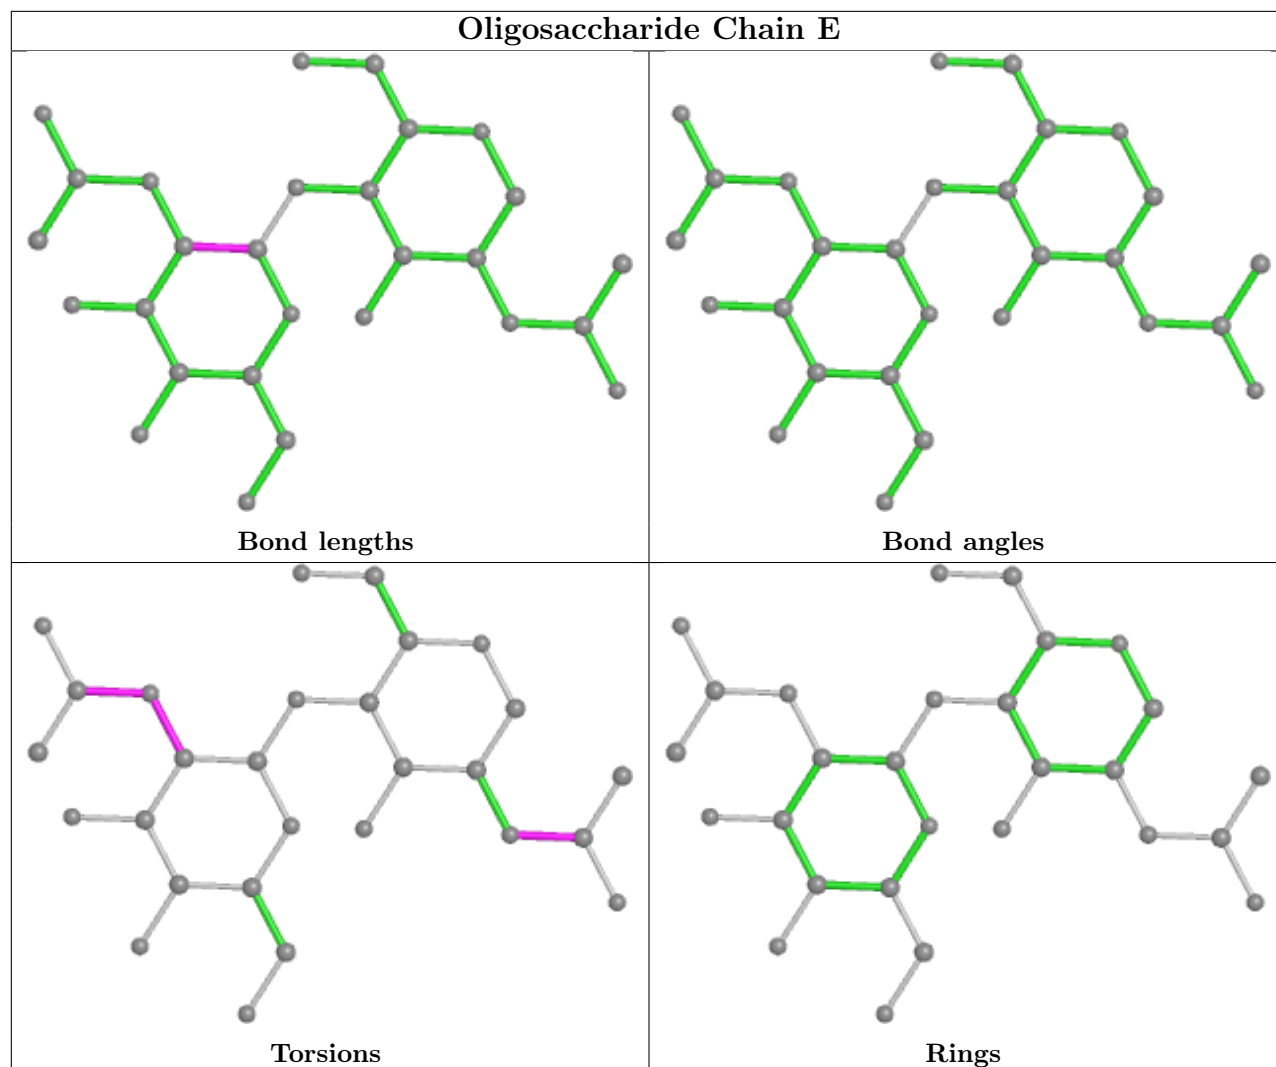 Oligosaccharide Chain E
Bond lengths
Bond angles
Torsions
Rings